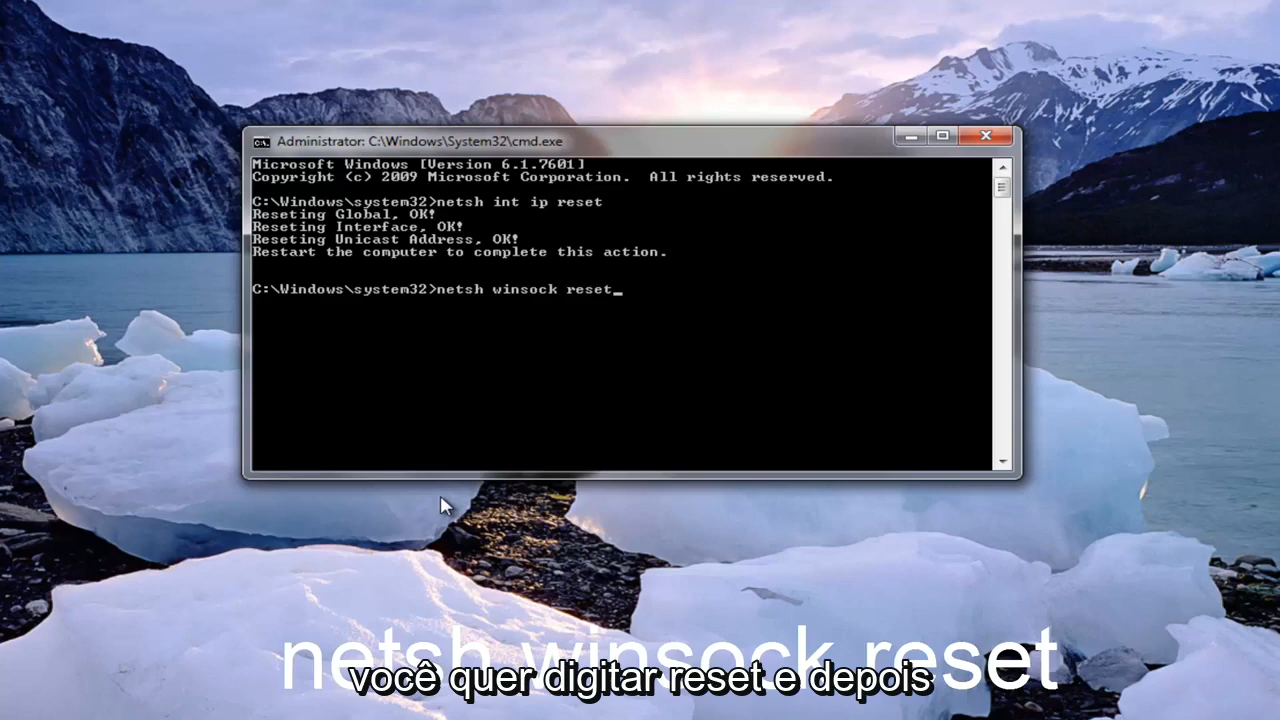 Administrator: C:\Windows\System32\cmd.exe
Microsoft Windows [Version 6.1.7601]
Copyright (c) 2009 Microsoft Corporation.  All rights reserved.
C:\Windows\system32>netsh int ip reset
Reseting Global, OK!
Reseting Interface, OK!
Reseting Unicast Address, OK!
Restart the computer to complete this action.
C:\Windows\system32>netsh winsock reset_
netsh winsock reset
você quer digitar reset e depois